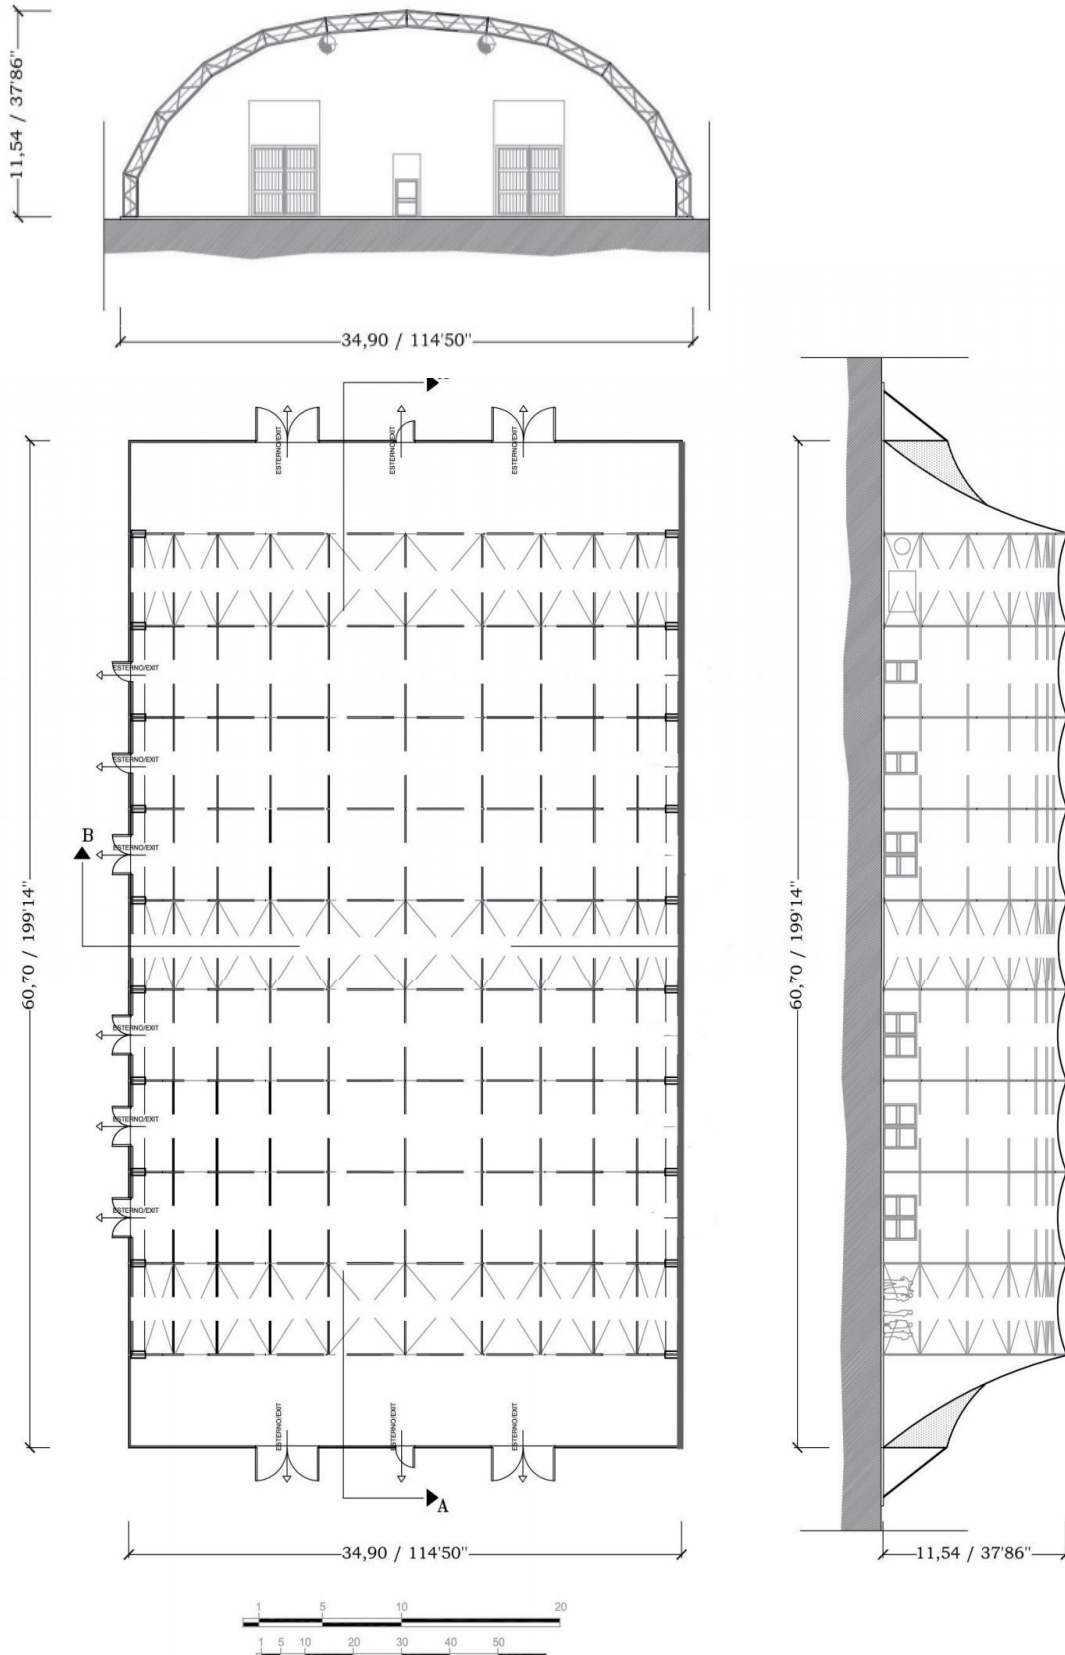 11,54 / 37'86"
34,90 / 114'50"
ESTERNO/EXIT
ESTERNO/EXIT
ESTERNO/EXIT
60,70 / 199'14"
60,70 / 199'14"
ESTERNO/EXIT
ESTERNO/EXIT
B
ESTERNO/EXIT
ESTERNO/EXIT
ESTERNO/EXIT
ESTERNO/EXIT
ESTERNO/EXIT
ESTERNO/EXIT
ESTERNO/EXIT
A
34,90 / 114'50"
11,54 / 37'86"
1 5 10 20
1 5 10 20 30 40 50